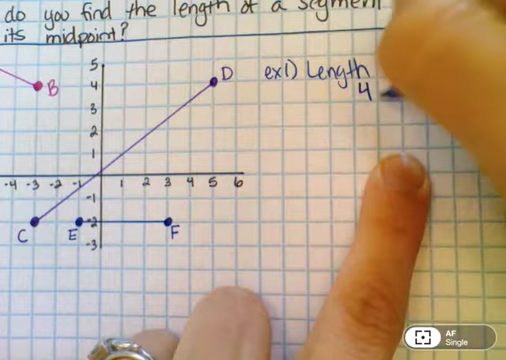 do you find the length of a segment
its midpoint?
5
B
4
D
ex1) Length
4
3
2
1
-4 -3 -2 -1 1 2 3 4 5 6
-1
C E -2 F
-3
AF
Single